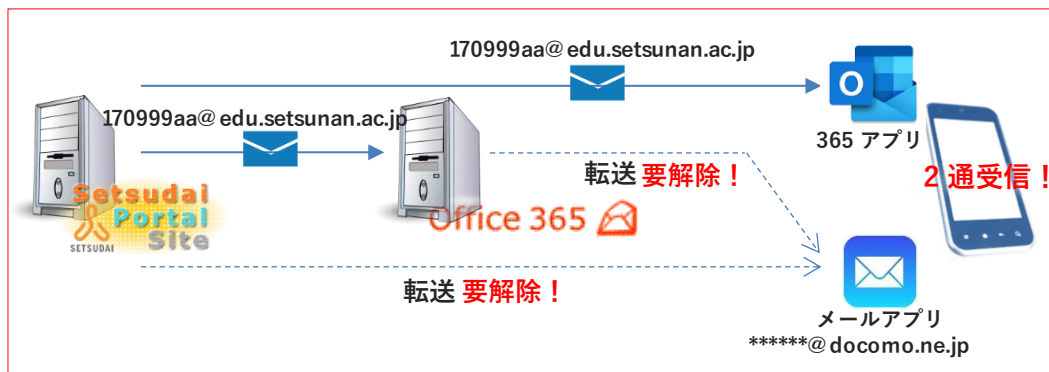 170999aa@edu.setsunan.ac.jp
170999aa@edu.setsunan.ac.jp
O
365 アプリ
転送 要解除！
2 通受信！
Setsudai
Portal
Site
SETSUDAI
Office 365
転送 要解除！
メールアプリ
******@docomo.ne.jp